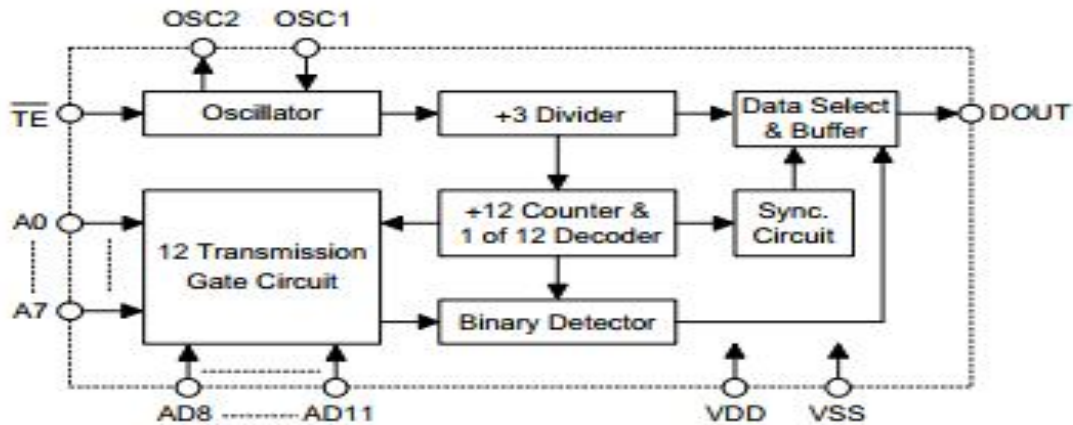 OSC2 OSC1
TE
Oscillator
+3 Divider
Data Select
& Buffer
DOUT
A0
A7
12 Transmission
Gate Circuit
+12 Counter &
1 of 12 Decoder
Sync.
Circuit
Binary Detector
AD8 AD11
VDD VSS